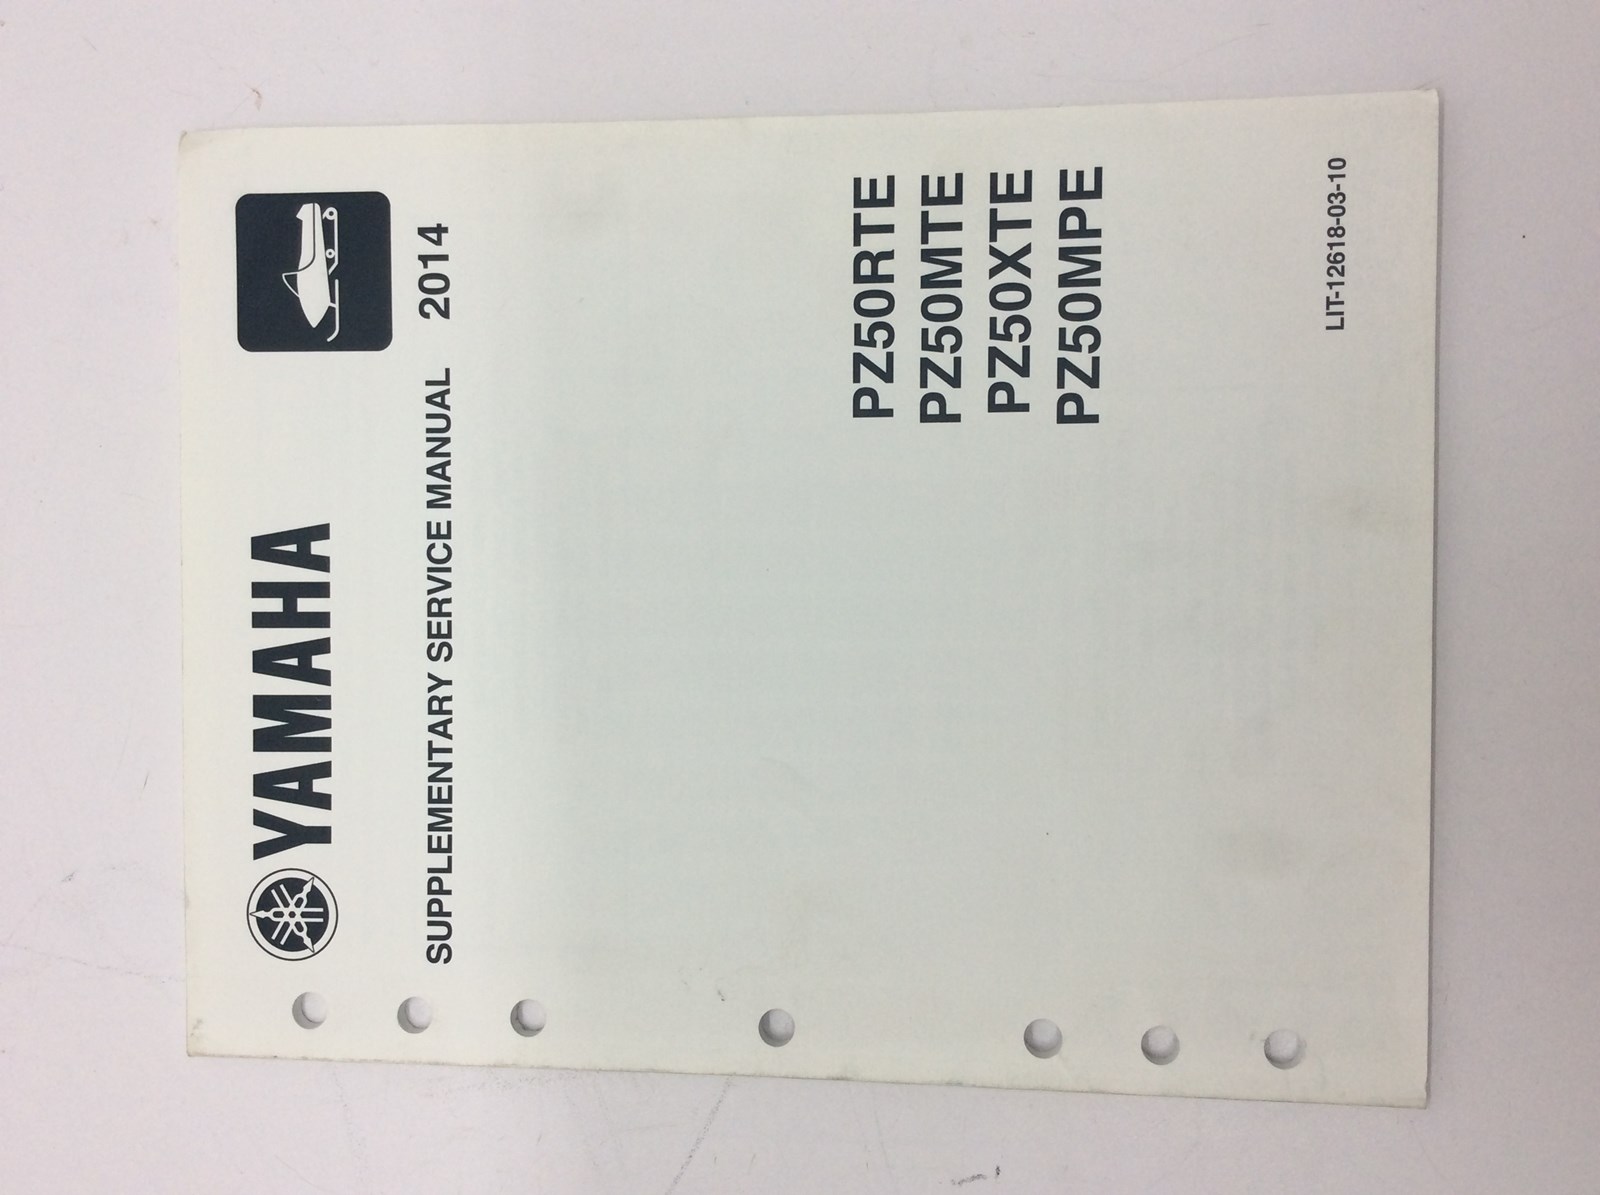 YAMAHA
SUPPLEMENTARY SERVICE MANUAL 2014
PZ50RTE
PZ50MTE
PZ50XTE
PZ50MPE
LIT-12618-03-10